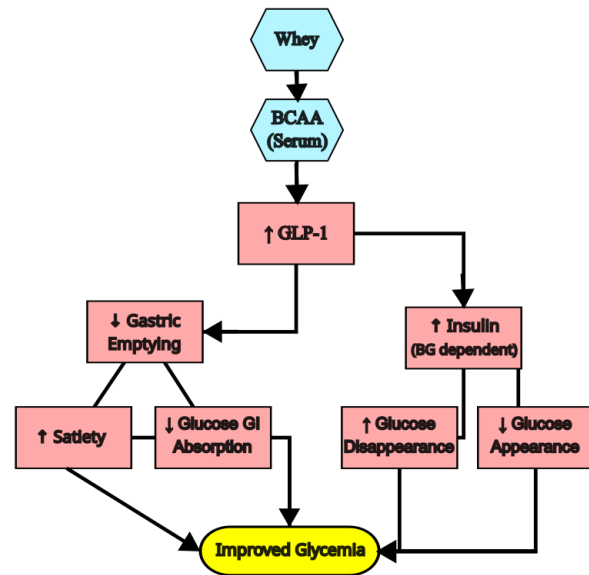 Whey
BCAA
(Serum)
↑ GLP-1
↓ Gastric
Emptying
↑ Insulin
(BG dependent)
↑ Satiety
↓ Glucose GI
Absorption
↑ Glucose
Disappearance
↓ Glucose
Appearance
Improved Glycemia